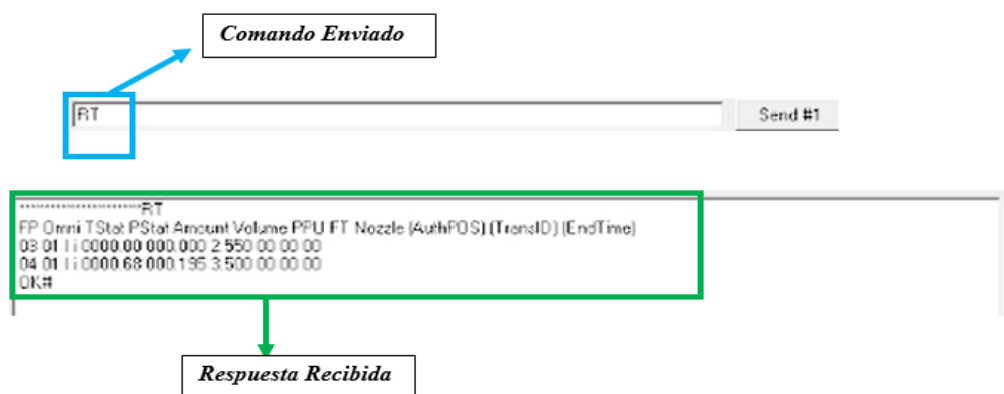 Comando Enviado
RT
Send #1
RT
FP Omni TStat PStat Amount Volume PPU FT Nozzle (AuthPOS) (TransID) (EndTime)
03 01 l i 0000.00 000.000 2.550 00 00 00
04 01 l i 0000.68 000.195 3.500 00 00 00
OK#
Respuesta Recibida